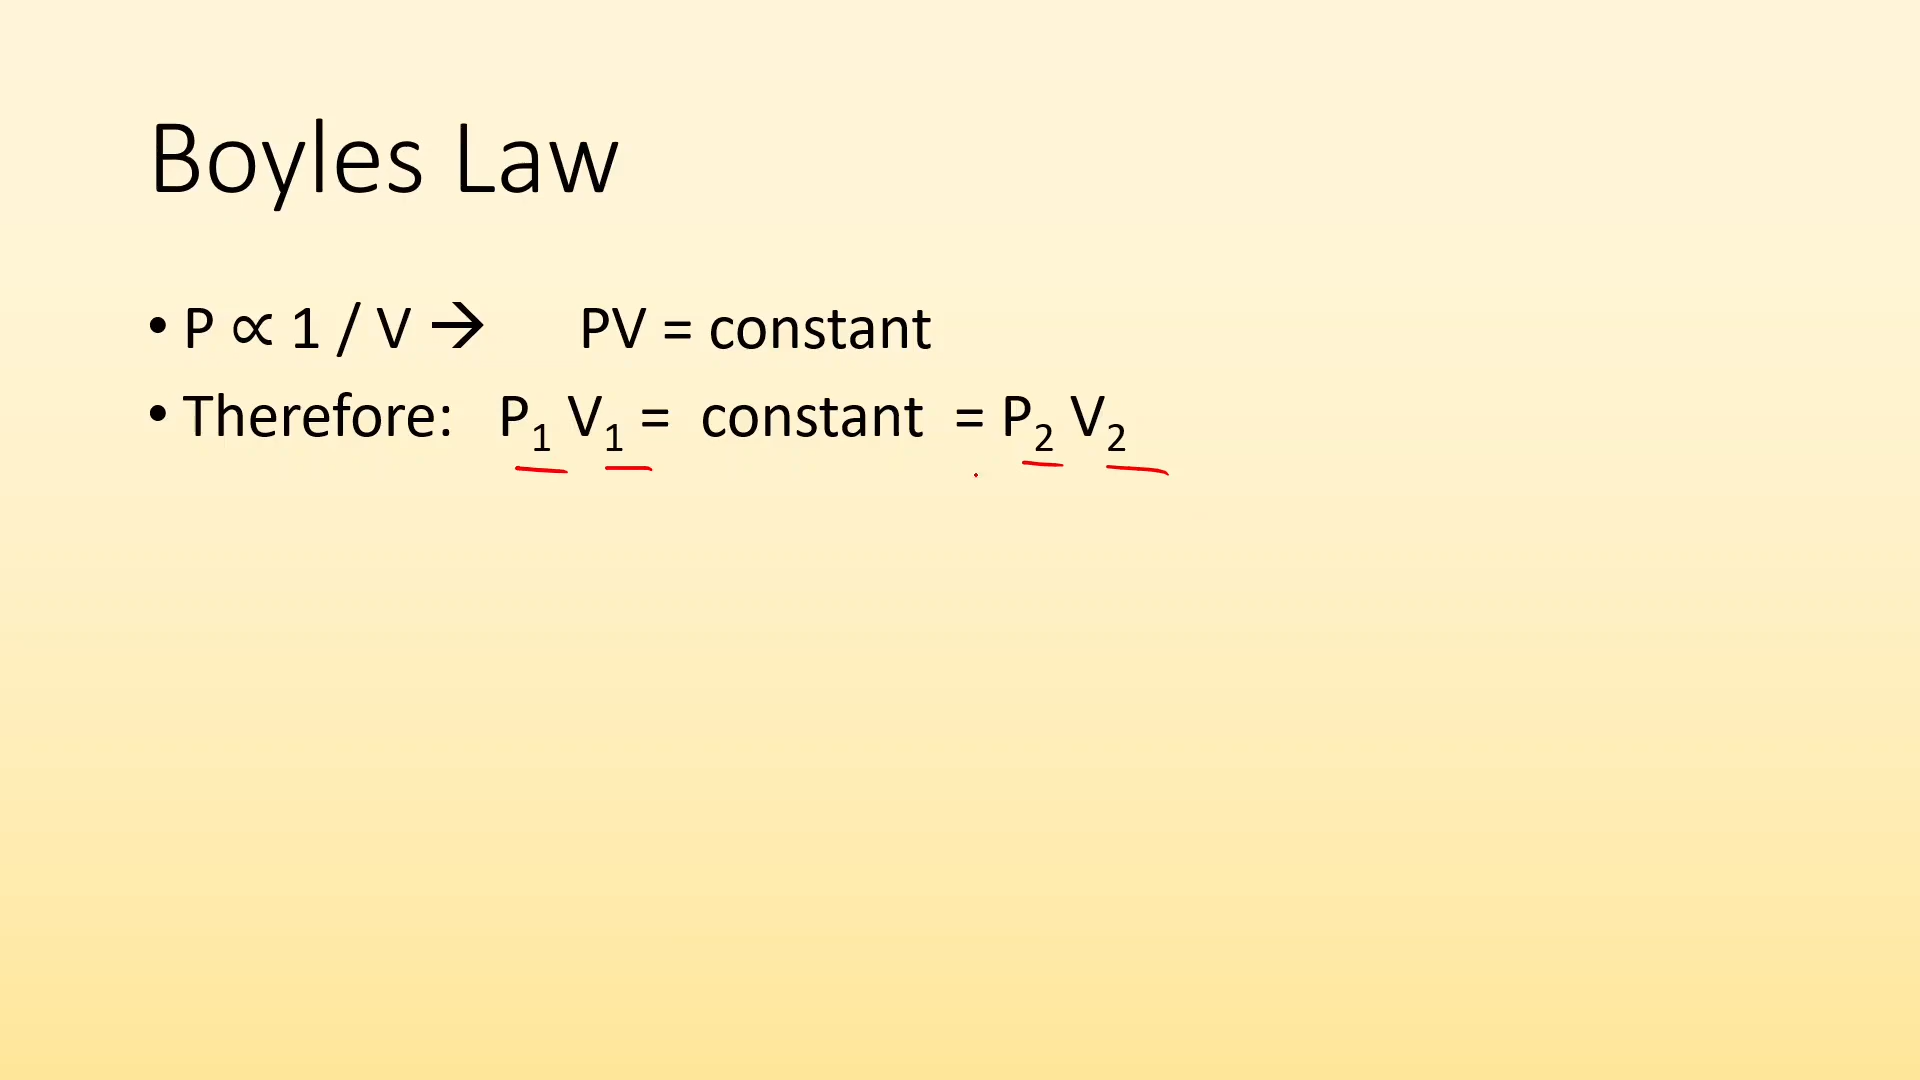 Boyles Law
• P ∝ 1 / V → PV = constant
• Therefore: P₁ V₁ = constant = P₂ V₂